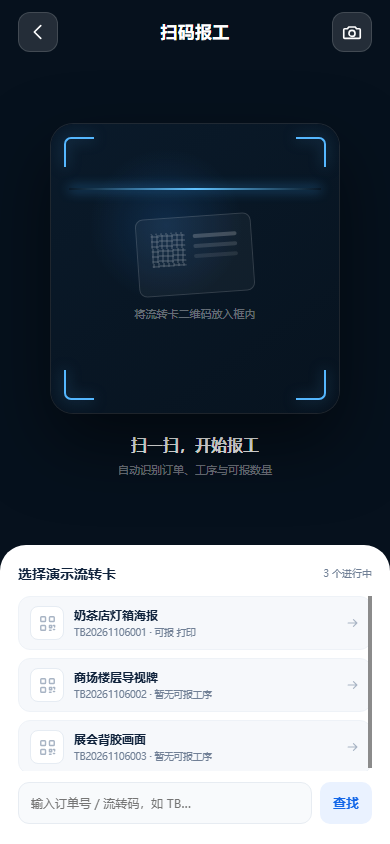 扫码报工
将流转卡二维码放入框内
扫一扫，开始报工
自动识别订单、工序与可报数量
选择演示流转卡
3 个进行中
奶茶店灯箱海报
TB20261106001 · 可报 打印
商场楼层导视牌
TB20261106002 · 暂无可报工序
展会背胶画面
TB20261106003 · 暂无可报工序
输入订单号 / 流转码，如 TB...
查找